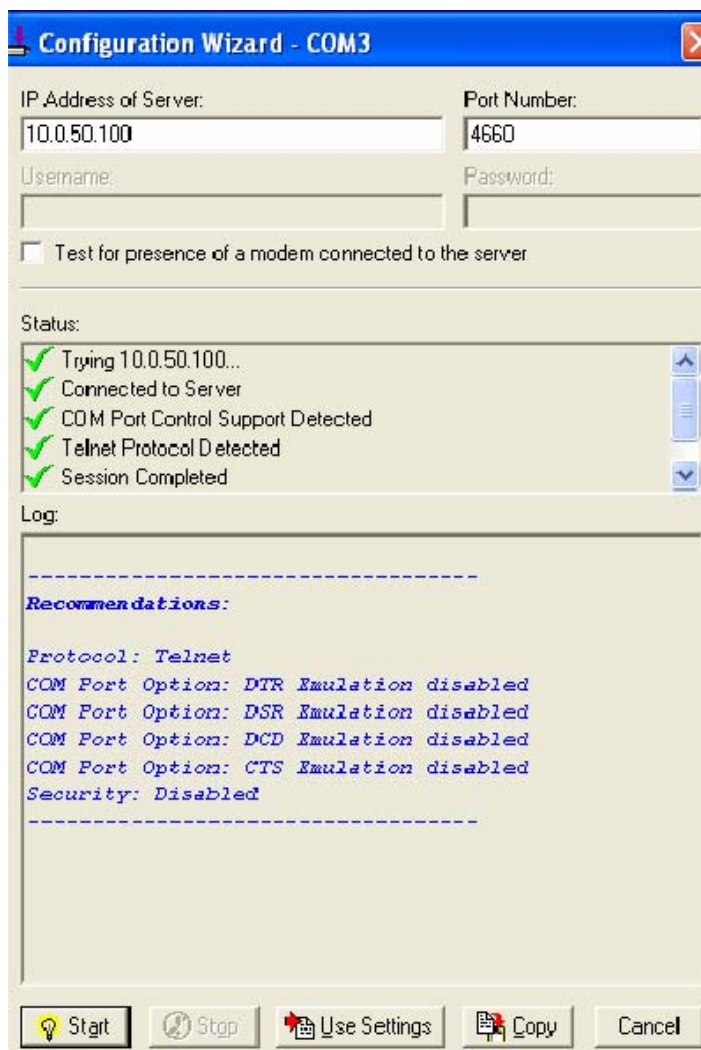 Configuration Wizard - COM3
IP Address of Server: Port Number:
10.0.50.100 4660
Username: Password:
Test for presence of a modem connected to the server
Status:
Trying 10.0.50.100...
Connected to Server
COM Port Control Support Detected
Telnet Protocol Detected
Session Completed
Log:
------------------------------------
Recommendations:
Protocol: Telnet
COM Port Option: DTR Emulation disabled
COM Port Option: DSR Emulation disabled
COM Port Option: DCD Emulation disabled
COM Port Option: CTS Emulation disabled
Security: Disabled
------------------------------------
Start Stop Use Settings Copy Cancel